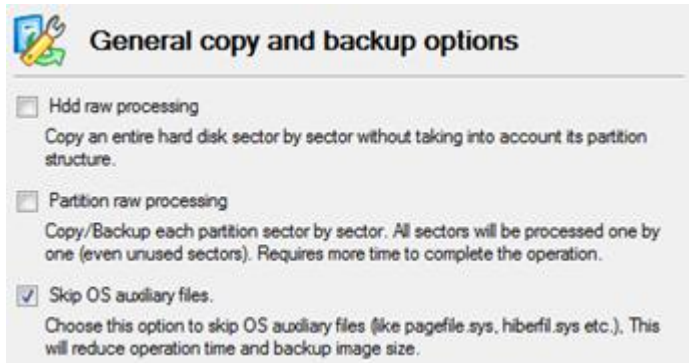 General copy and backup options
Hdd raw processing
Copy an entire hard disk sector by sector without taking into account its partition
structure.
Partition raw processing
Copy/Backup each partition sector by sector. All sectors will be processed one by
one (even unused sectors). Requires more time to complete the operation.
Skip OS auxiliary files.
Choose this option to skip OS auxiliary files (like pagefile.sys, hiberfil.sys etc.), This
will reduce operation time and backup image size.